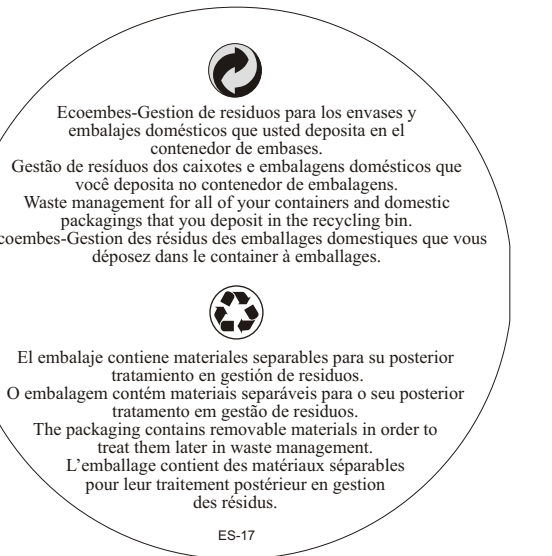 Ecoembes-Gestion de residuos para los envases y
embalajes domésticos que usted deposita en el
contenedor de embases.
Gestão de resíduos dos caixotes e embalagens domésticos que
você deposita no contenedor de embalagens.
Waste management for all of your containers and domestic
packagings that you deposit in the recycling bin.
coembes-Gestion des résidus des emballages domestiques que vous
déposez dans le container à emballages.
El embalaje contiene materiales separables para su posterior
tratamiento en gestión de residuos.
O embalagem contém materiais separáveis para o seu posterior
tratamento em gestão de residuos.
The packaging contains removable materials in order to
treat them later in waste management.
L'emballage contient des matériaux séparables
pour leur traitement postérieur en gestion
des résidus.
ES-17